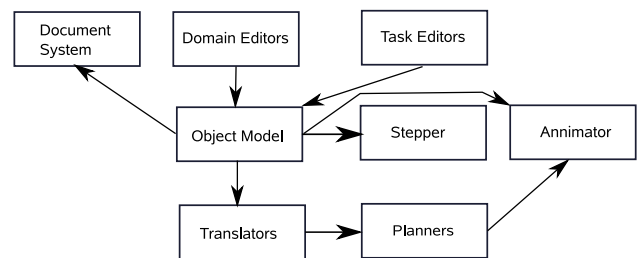 Document
System
Domain Editors
Task Editors
Object Model
Stepper
Annimator
Translators
Planners